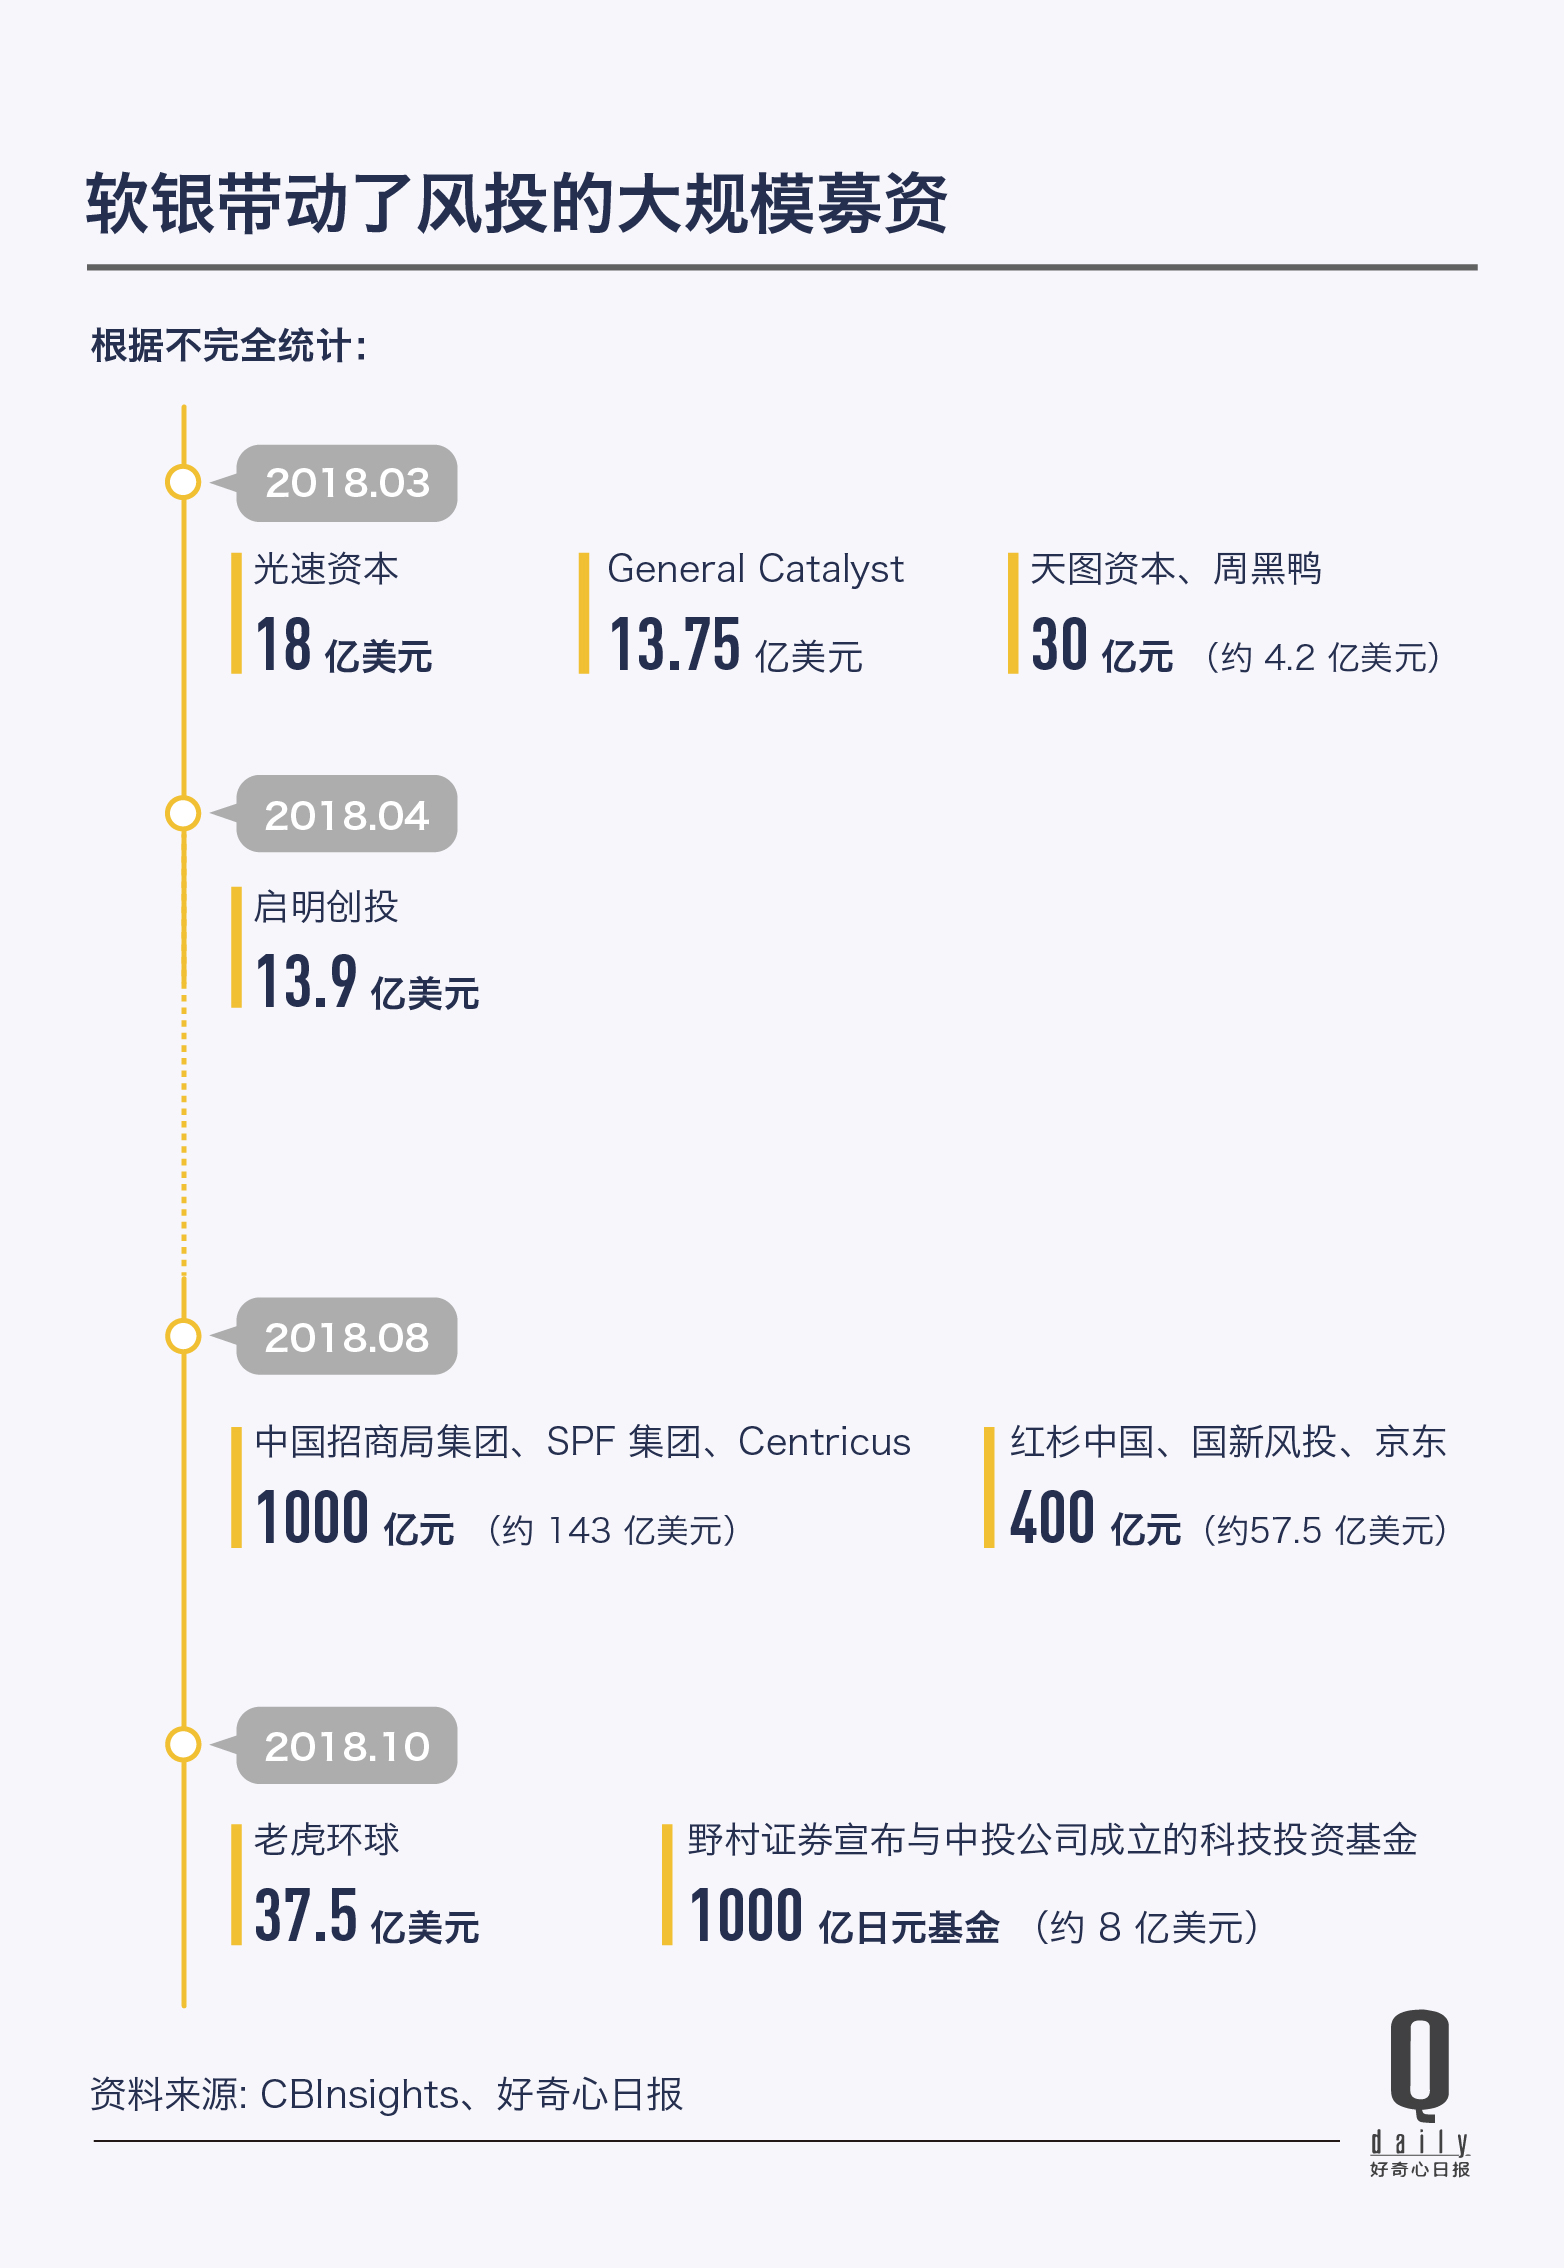 软银带动了风投的大规模募资
根据不完全统计：
2018.03
光速资本
18 亿美元
General Catalyst
13.75 亿美元
天图资本、周黑鸭
30 亿元 （约 4.2 亿美元）
2018.04
启明创投
13.9 亿美元
2018.08
中国招商局集团、SPF 集团、Centricus
1000 亿元 （约 143 亿美元）
红杉中国、国新风投、京东
400 亿元（约57.5 亿美元）
2018.10
老虎环球
37.5 亿美元
野村证券宣布与中投公司成立的科技投资基金
1000 亿日元基金 （约 8 亿美元）
资料来源: CBInsights、好奇心日报
Q
daily
好奇心日报